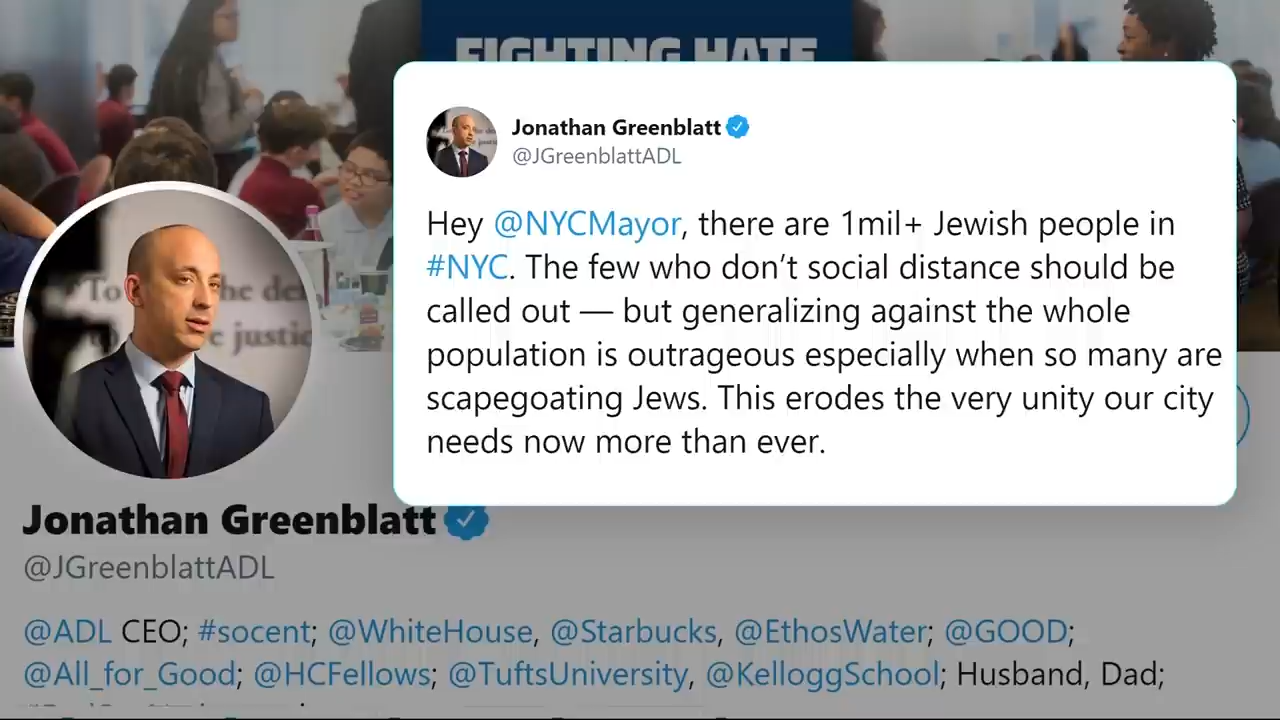 FIGHTING HATE
Jonathan Greenblatt
@JGreenblattADL
Hey @NYCMayor, there are 1mil+ Jewish people in
#NYC. The few who don’t social distance should be
called out — but generalizing against the whole
population is outrageous especially when so many are
scapegoating Jews. This erodes the very unity our city
needs now more than ever.
Jonathan Greenblatt
@JGreenblattADL
@ADL CEO; #socent; @WhiteHouse, @Starbucks, @EthosWater; @GOOD;
@All_for_Good; @HCFellows; @TuftsUniversity, @KelloggSchool; Husband, Dad;